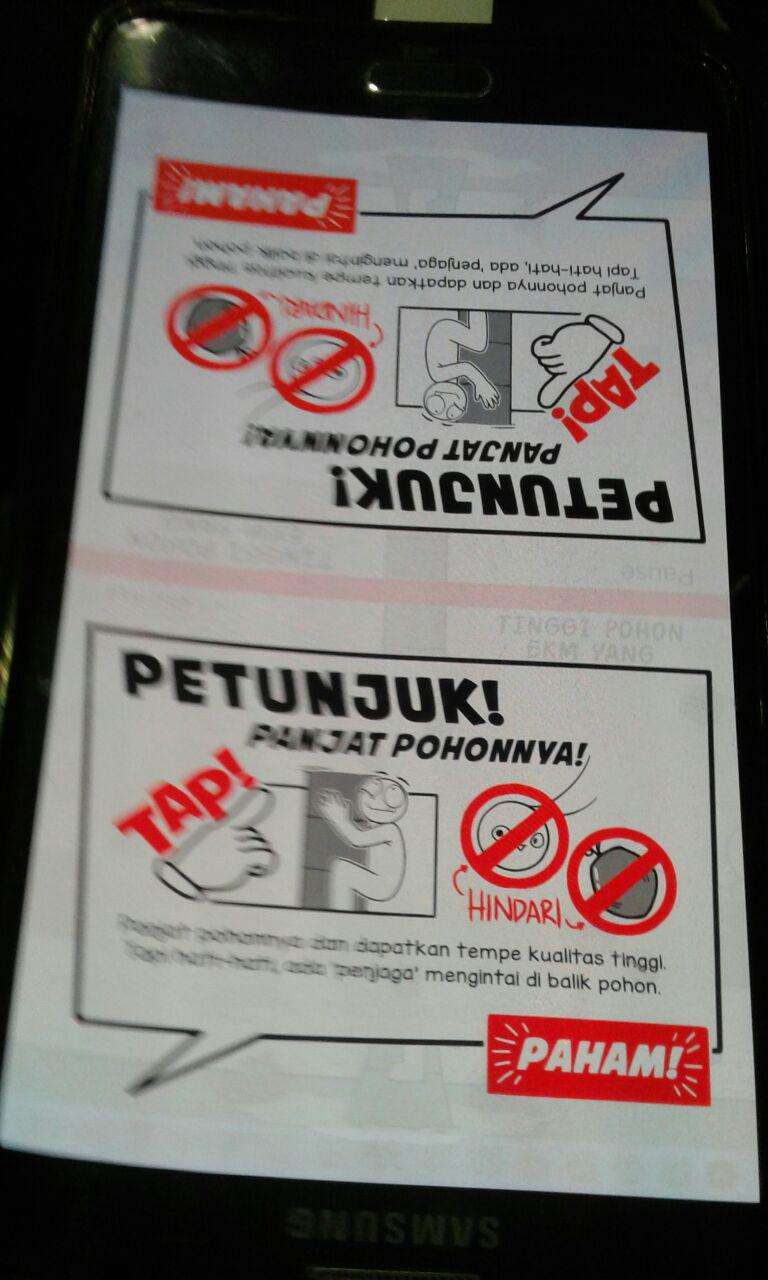 PAHAM!
Tapi hati-hati, ada 'penjaga' mengintai di balik pohon.
Panjat pohonnya dan dapatkan tempe kualitas tinggi.
HINDARI
TAP!
PANJAT POHONNYA!
PETUNJUK!
Pause
TINGGI POHON
6KM YANG
PETUNJUK!
PANJAT POHONNYA!
TAP!
HINDARI
Panjat pohonnya dan dapatkan tempe kualitas tinggi.
Tapi hati-hati, ada 'penjaga' mengintai di balik pohon.
PAHAM!
SAMSUNG